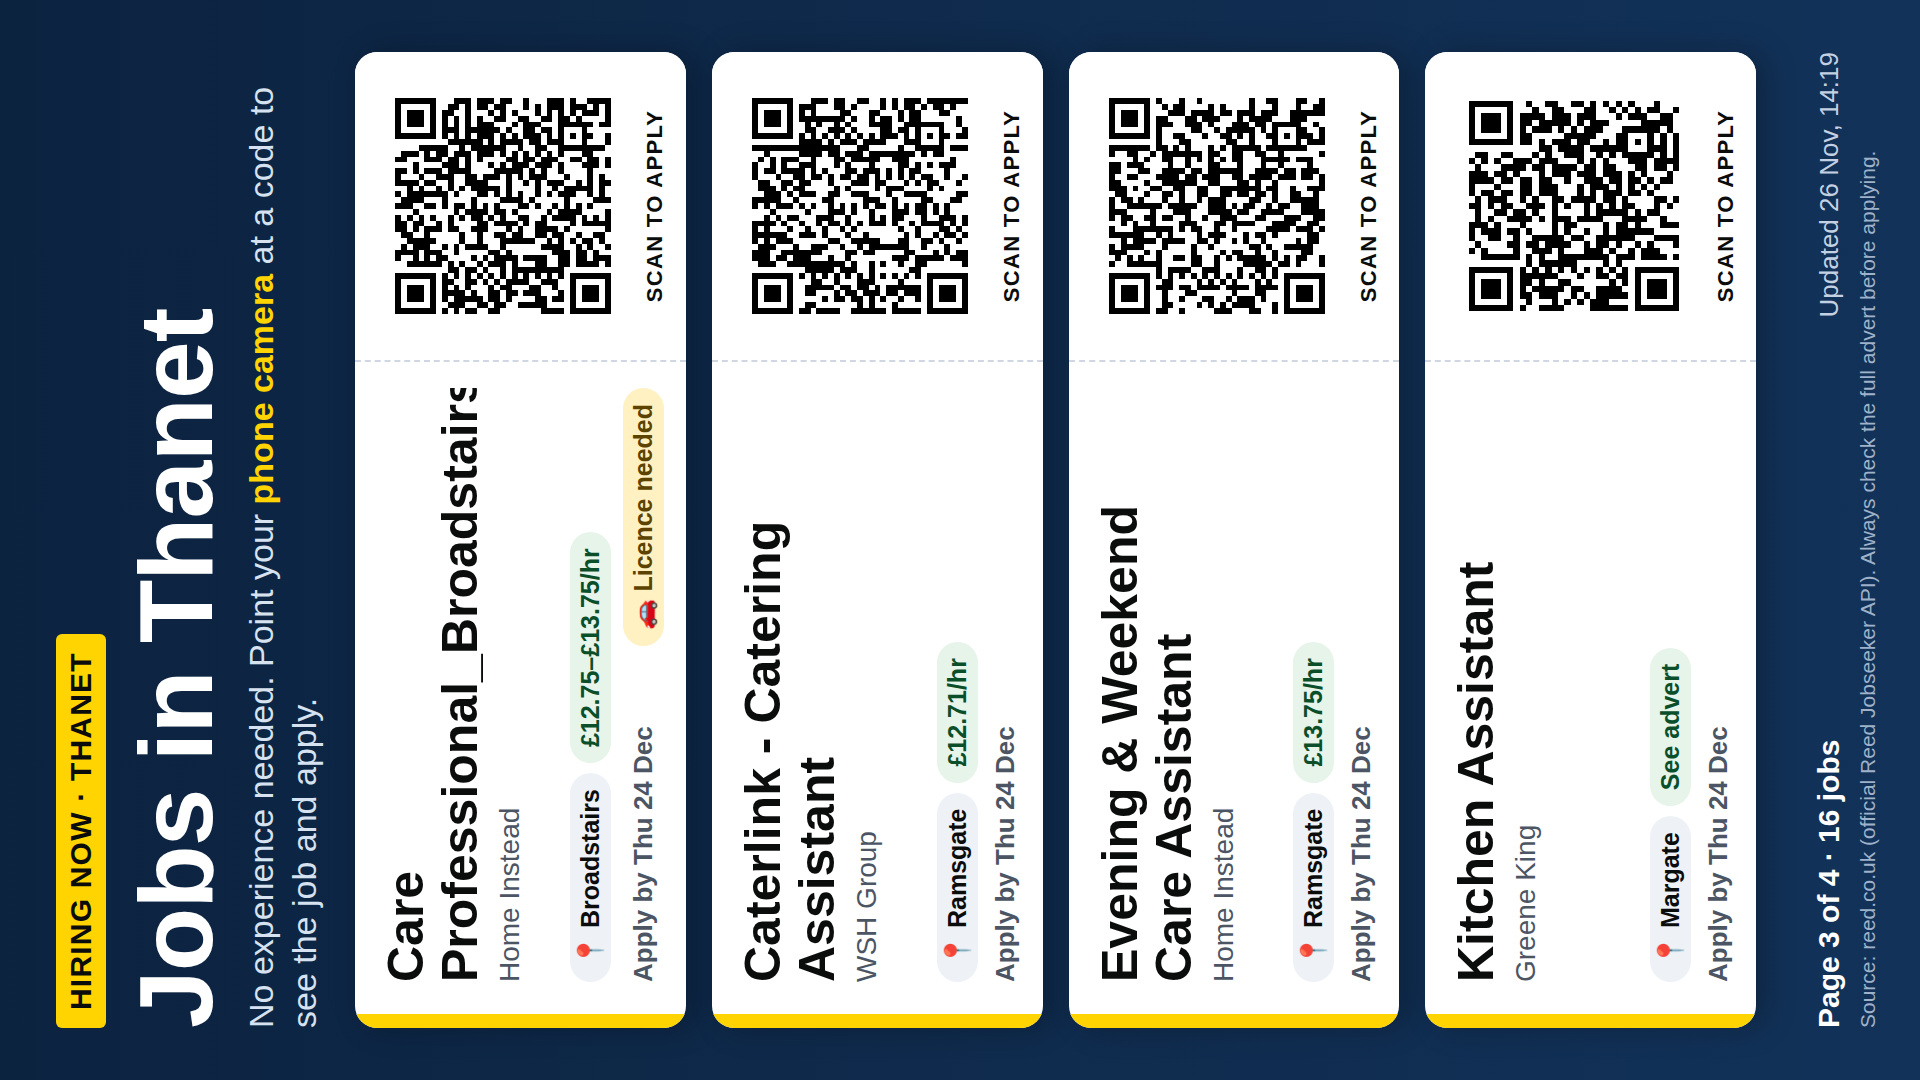 HIRING NOW · THANET
Jobs in Thanet
No experience needed. Point your phone camera at a code to
see the job and apply.
Care
Professional_Broadstairs
Home Instead
📍 Broadstairs
£12.75–£13.75/hr
Apply by Thu 24 Dec
🚗 Licence needed
SCAN TO APPLY
Caterlink - Catering
Assistant
WSH Group
📍 Ramsgate
£12.71/hr
Apply by Thu 24 Dec
SCAN TO APPLY
Evening & Weekend
Care Assistant
Home Instead
📍 Ramsgate
£13.75/hr
Apply by Thu 24 Dec
SCAN TO APPLY
Kitchen Assistant
Greene King
📍 Margate
See advert
Apply by Thu 24 Dec
SCAN TO APPLY
Page 3 of 4 · 16 jobs
Updated 26 Nov, 14:19
Source: reed.co.uk (official Reed Jobseeker API). Always check the full advert before applying.